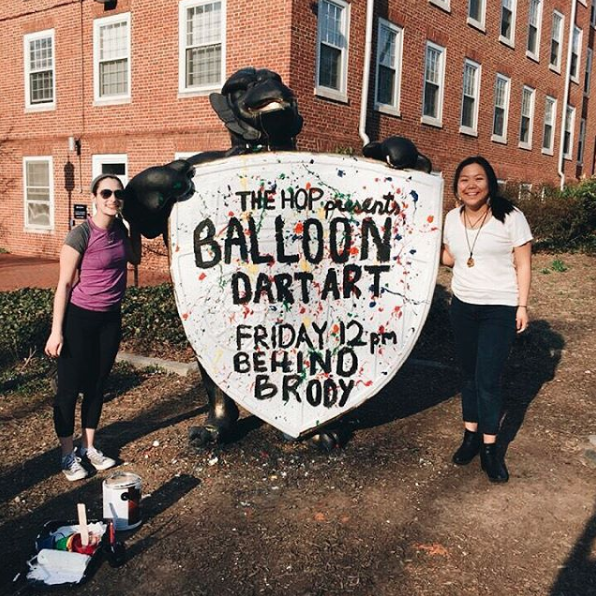 THE HOP presents
BALLOON
DART ART
FRIDAY 12pm
BEHIND
BRODY